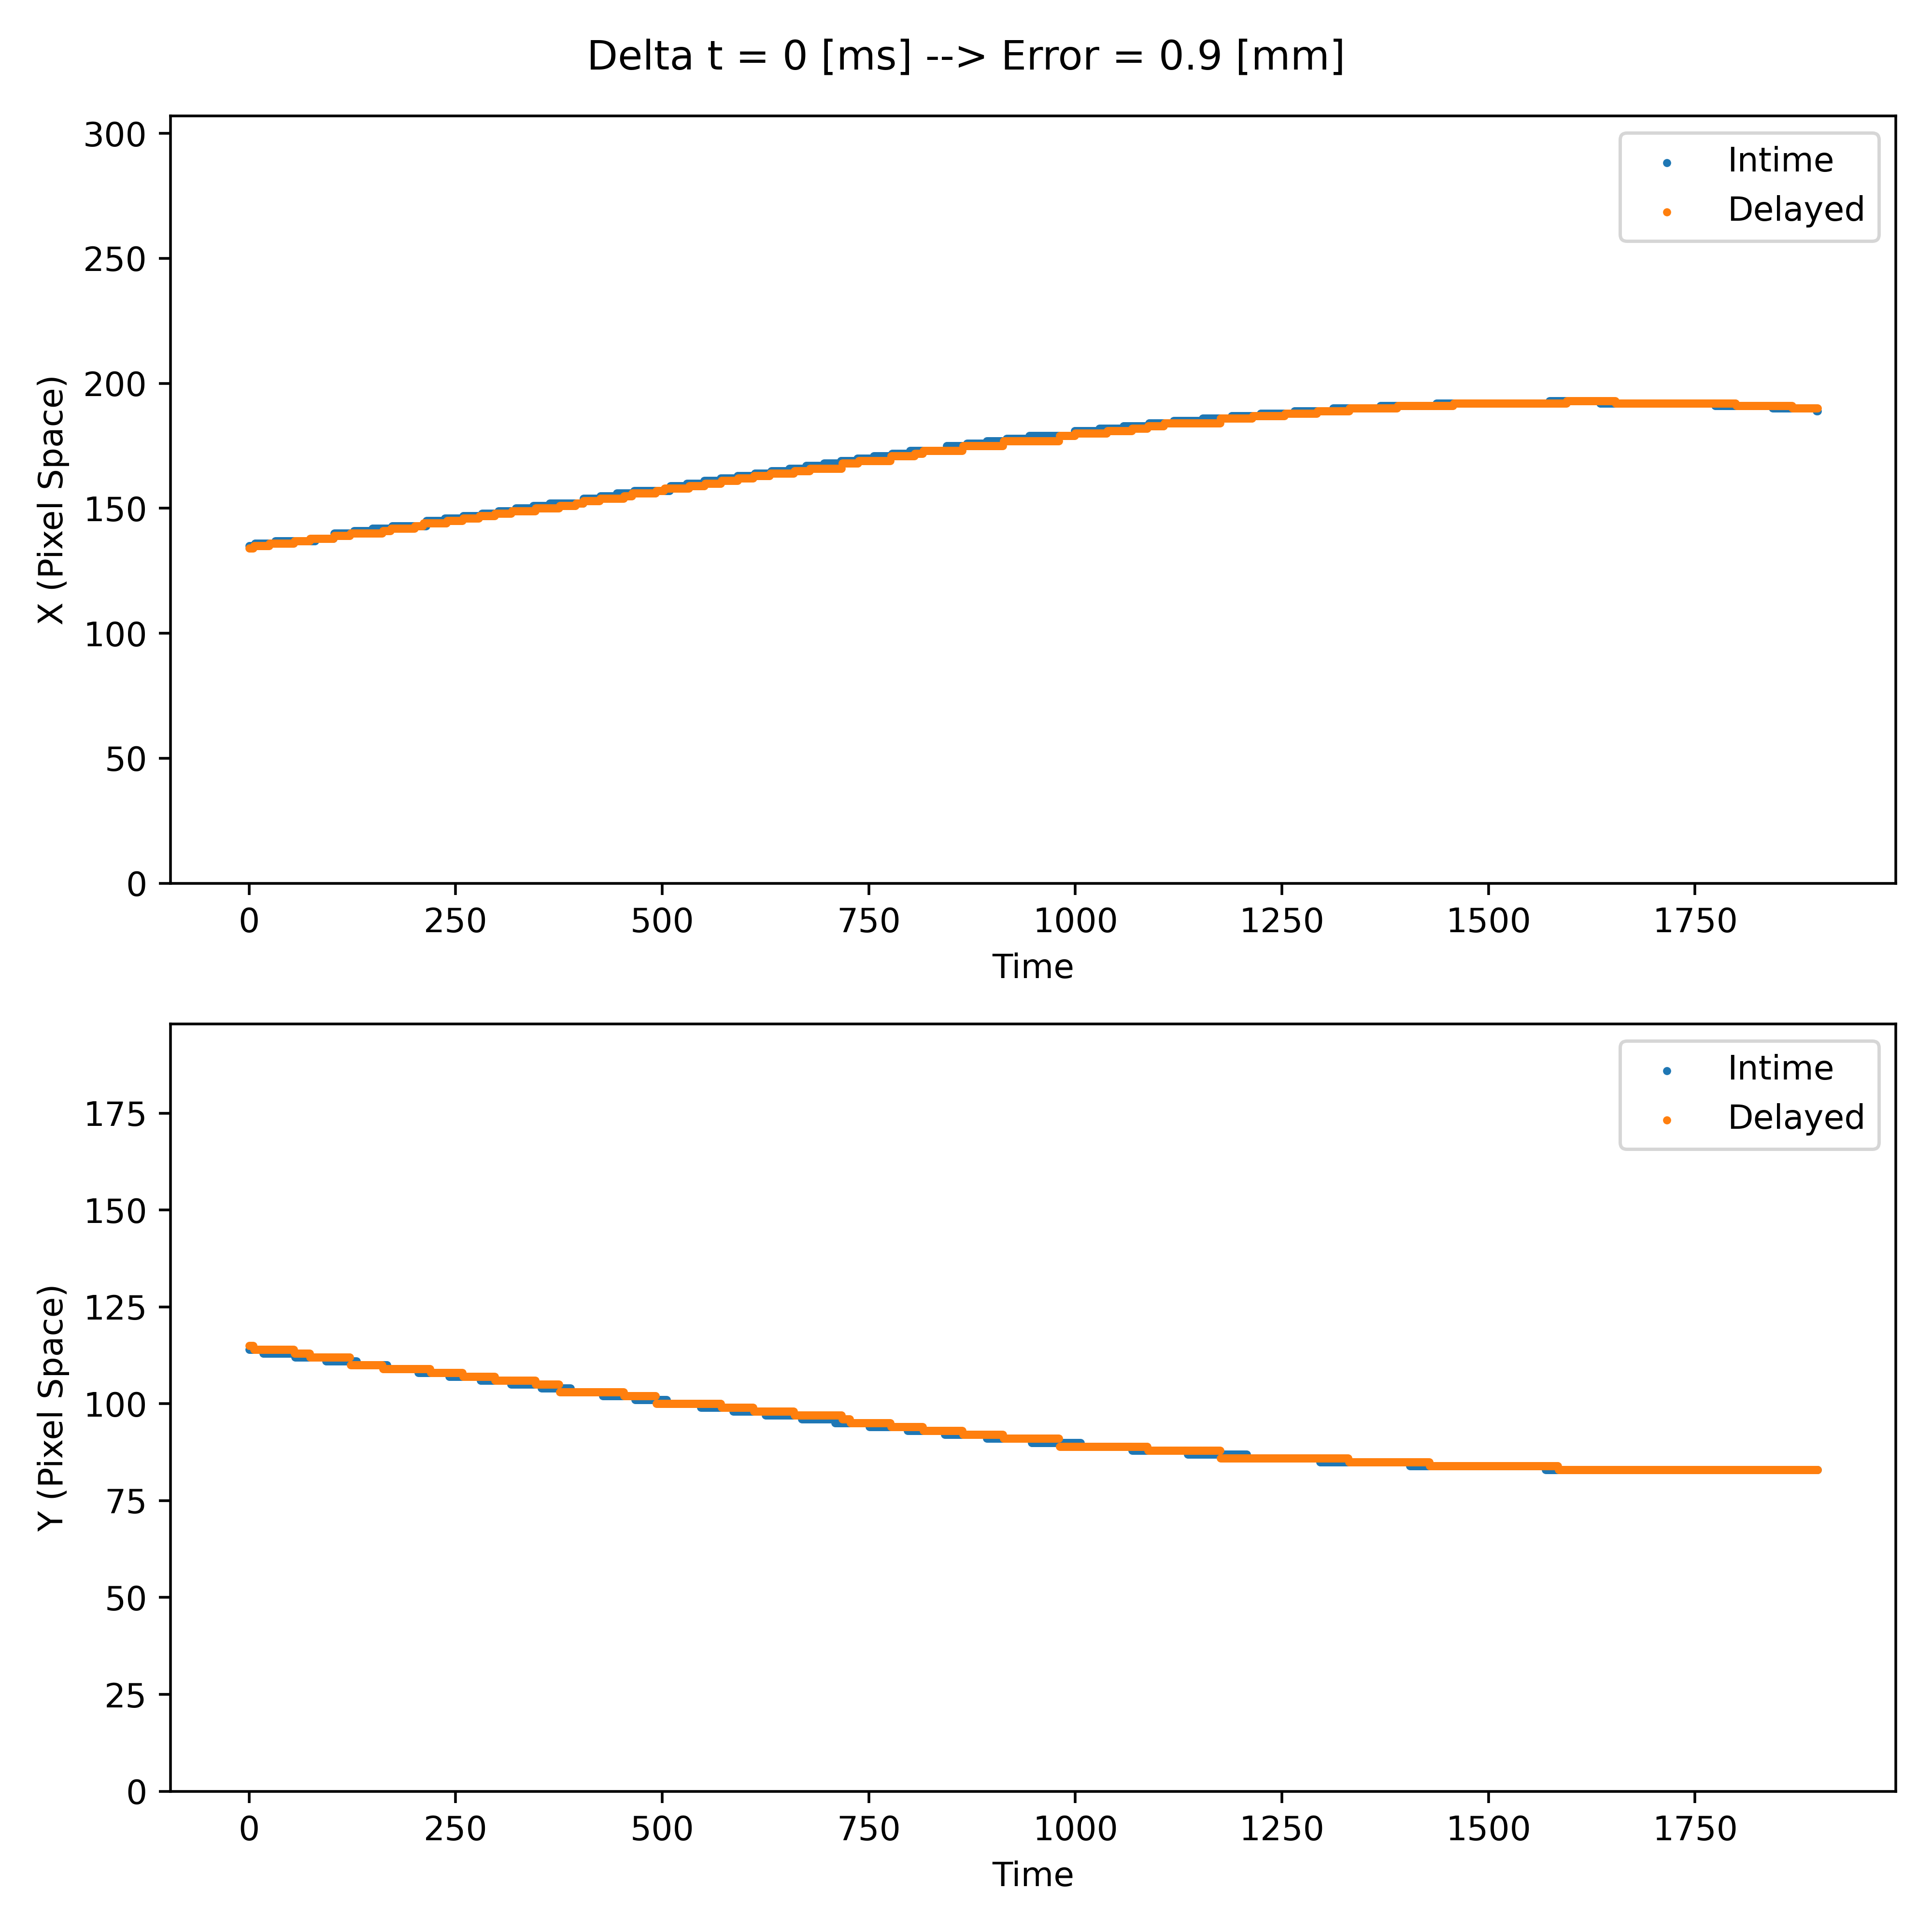 Delta t = 0 [ms] --> Error = 0.9 [mm]
300
250
200
150
100
50
0
X (Pixel Space)
Intime
Delayed
0 250 500 750 1000 1250 1500 1750
Time
175
150
125
100
75
50
25
0
Y (Pixel Space)
Intime
Delayed
0 250 500 750 1000 1250 1500 1750
Time